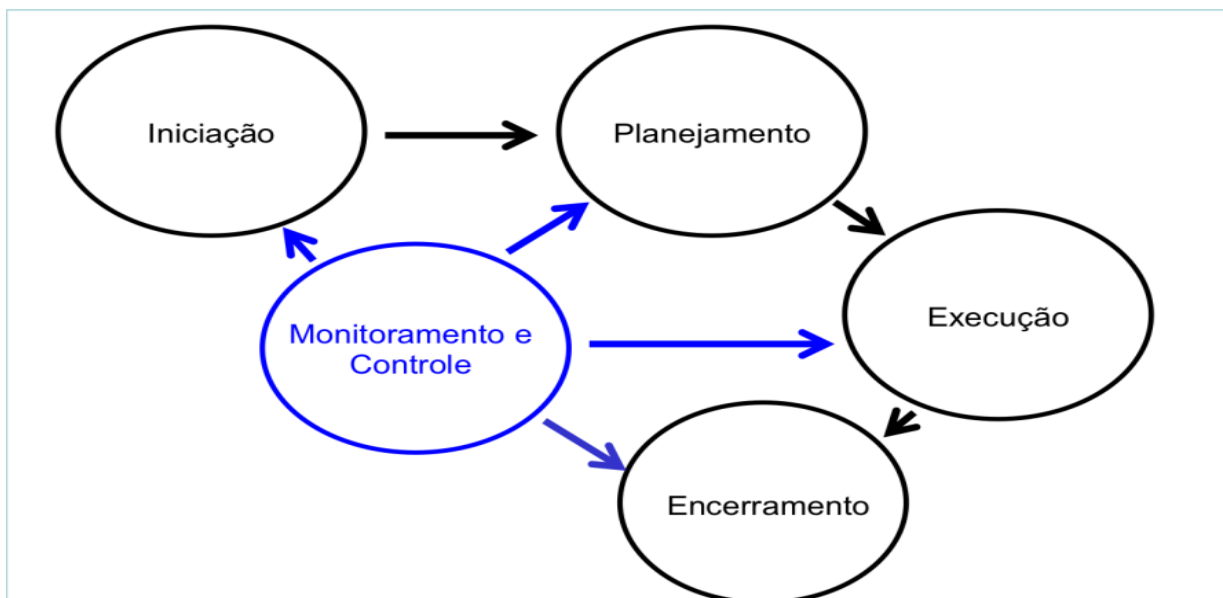 Iniciação
Planejamento
Monitoramento e
Controle
Execução
Encerramento